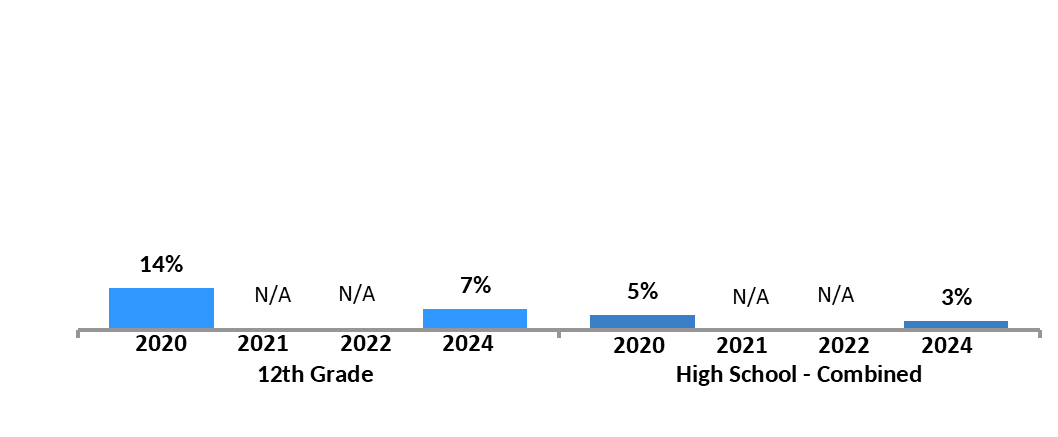 14% N/A N/A 7% 5% N/A N/A 3%
2020 2021 2022 2024 2020 2021 2022 2024
12th Grade High School - Combined